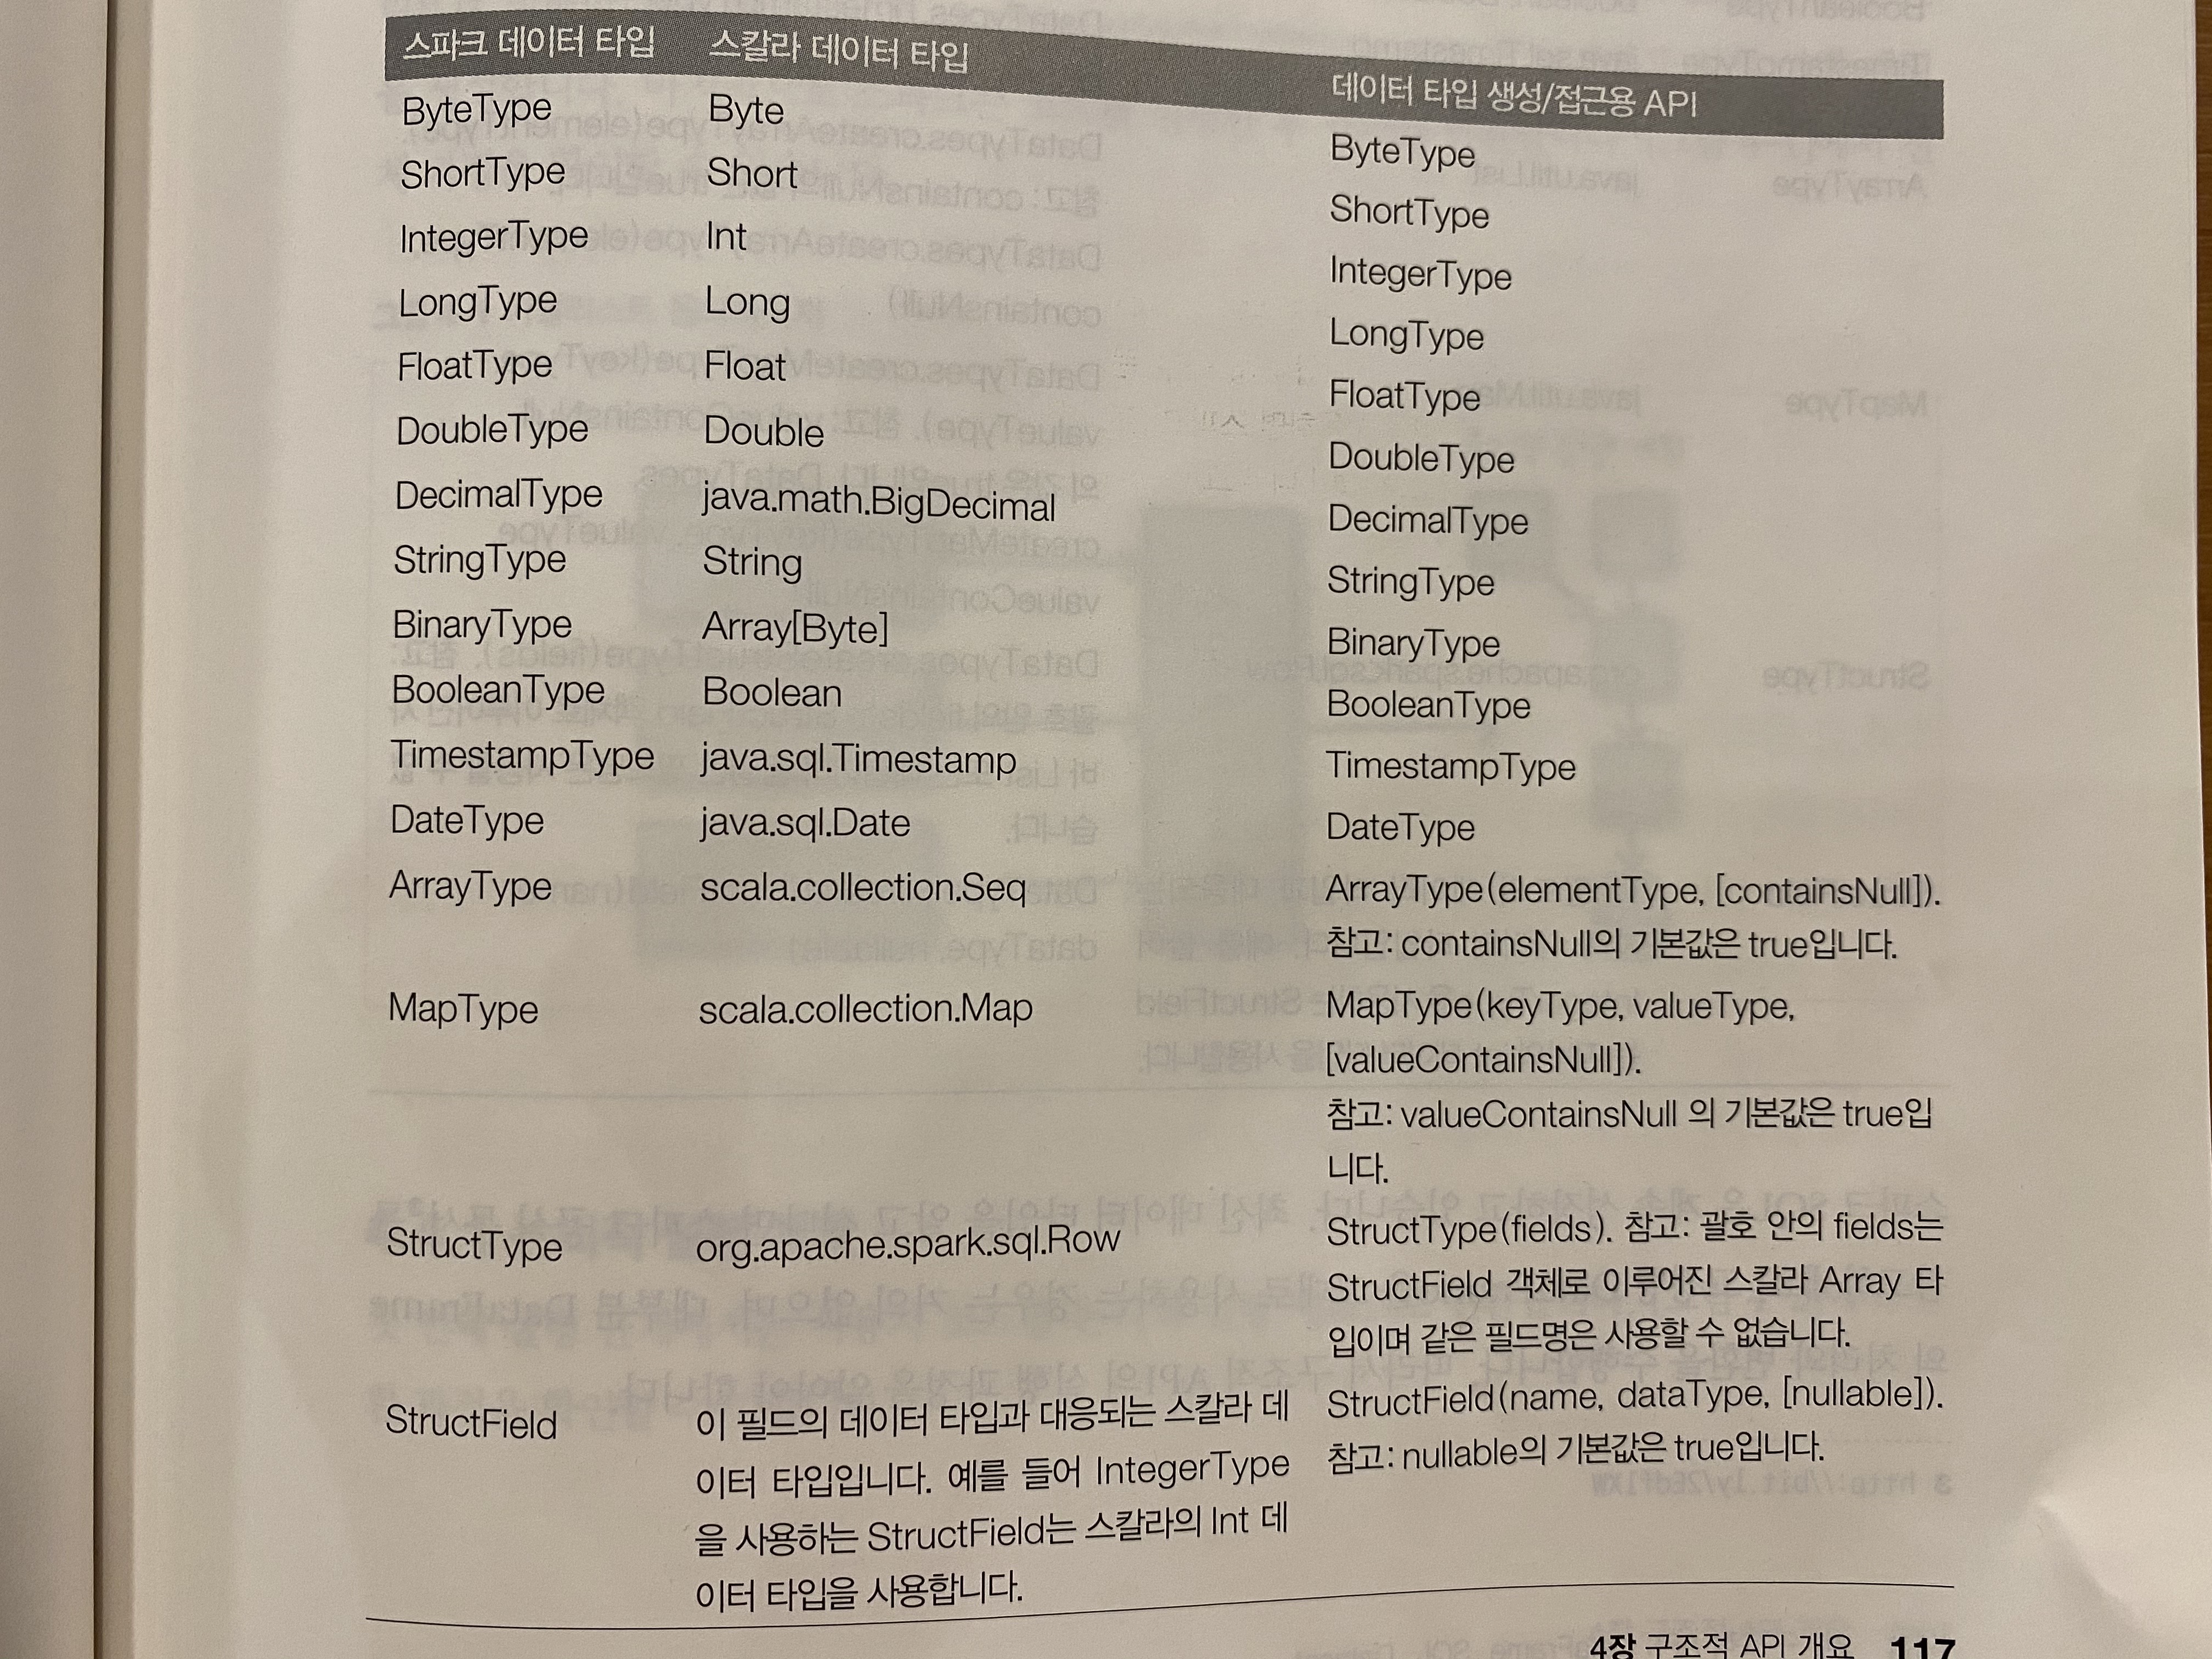 스파크 데이터 타입 스칼라 데이터 타입 데이터 타입 생성/접근용 API
ByteType Byte ByteType
ShortType Short ShortType
IntegerType Int IntegerType
LongType Long LongType
FloatType Float FloatType
DoubleType Double DoubleType
DecimalType java.math.BigDecimal DecimalType
StringType String StringType
BinaryType Array[Byte] BinaryType
BooleanType Boolean BooleanType
TimestampType java.sql.Timestamp TimestampType
DateType java.sql.Date DateType
ArrayType scala.collection.Seq ArrayType(elementType, [containsNull]).
참고: containsNull의 기본값은 true입니다.
MapType scala.collection.Map MapType(keyType, valueType,
[valueContainsNull]).
참고: valueContainsNull 의 기본값은 true입
니다.
StructType org.apache.spark.sql.Row StructType(fields). 참고: 괄호 안의 fields는
StructField 객체로 이루어진 스칼라 Array 타
입이며 같은 필드명은 사용할 수 없습니다.
StructField 이 필드의 데이터 타입과 대응되는 스칼라 데 StructField(name, dataType, [nullable]).
이터 타입입니다. 예를 들어 IntegerType 참고: nullable의 기본값은 true입니다.
을 사용하는 StructField는 스칼라의 Int 데
이터 타입을 사용합니다.
4장 구조적 API 개요 117